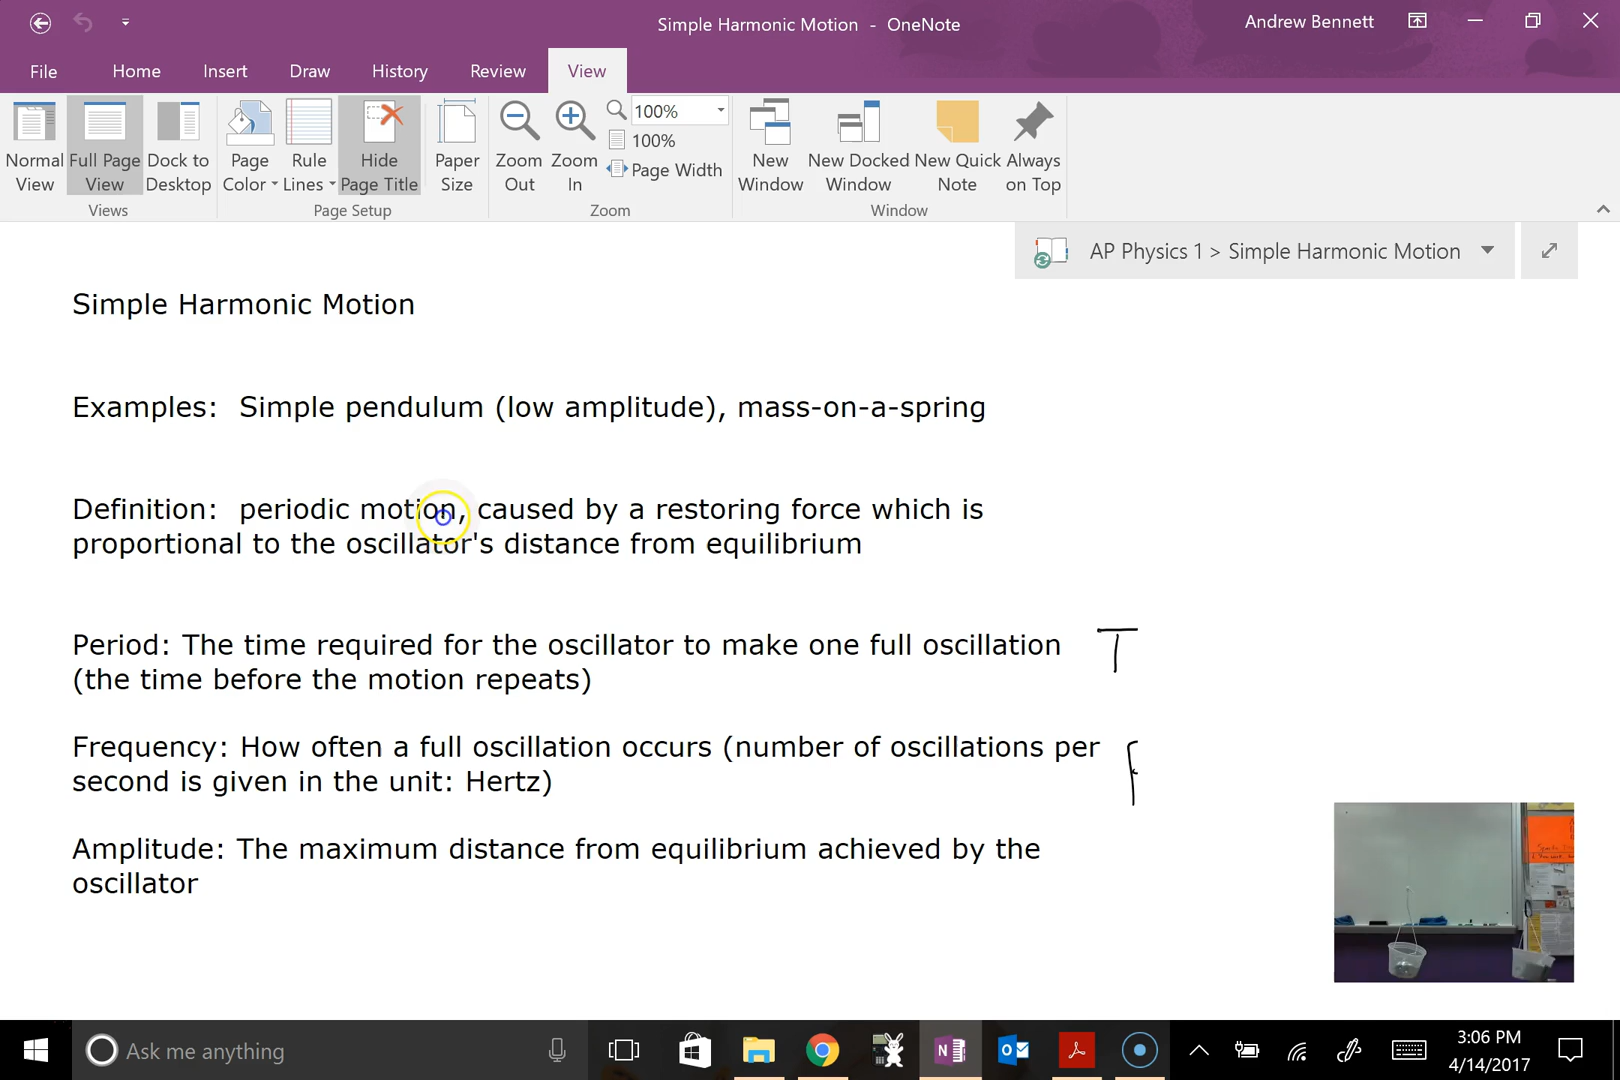 Simple Harmonic Motion - OneNote
Andrew Bennett
File Home Insert Draw History Review View
Normal View
Full Page View
Dock to Desktop
Views
Page Color
Rule Lines
Hide Page Title
Paper Size
Page Setup
Zoom Out
Zoom In
100%
100%
Page Width
Zoom
New Window
New Docked Window
New Quick Note
Always on Top
Window
AP Physics 1 > Simple Harmonic Motion
Simple Harmonic Motion
Examples: Simple pendulum (low amplitude), mass-on-a-spring
Definition: periodic motion, caused by a restoring force which is
proportional to the oscillator's distance from equilibrium
Period: The time required for the oscillator to make one full oscillation T
(the time before the motion repeats)
Frequency: How often a full oscillation occurs (number of oscillations per f
second is given in the unit: Hertz)
Amplitude: The maximum distance from equilibrium achieved by the
oscillator
Ask me anything
3:06 PM
4/14/2017